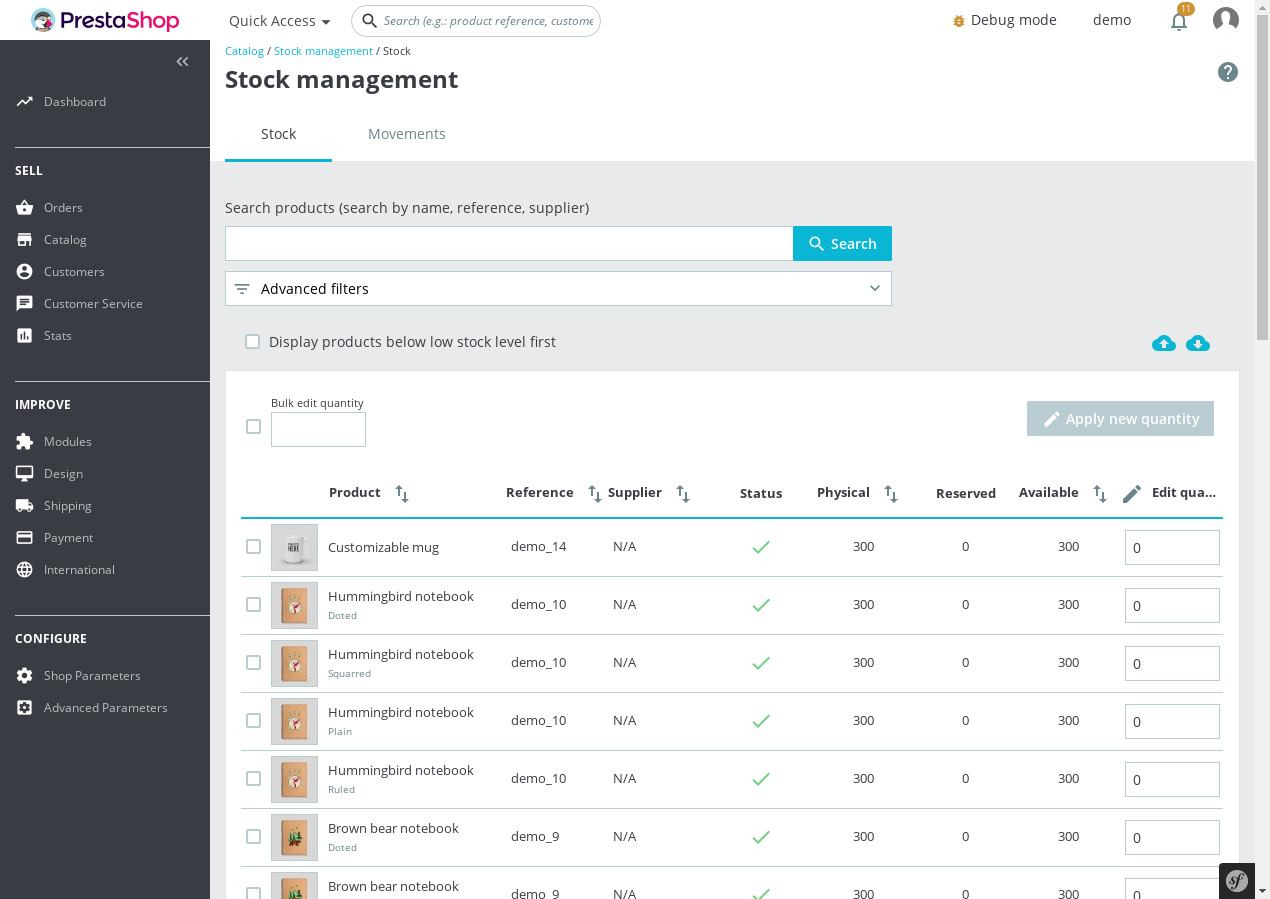 PrestaShop
Quick Access
Search (e.g.: product reference, custome
Debug mode
demo
11
Catalog / Stock management / Stock
Stock management
Stock
Movements
Dashboard
SELL
Orders
Catalog
Customers
Customer Service
Stats
IMPROVE
Modules
Design
Shipping
Payment
International
CONFIGURE
Shop Parameters
Advanced Parameters
Search products (search by name, reference, supplier)
Search
Advanced filters
Display products below low stock level first
Bulk edit quantity
Apply new quantity
Product Reference Supplier Status Physical Reserved Available Edit qua...
Customizable mug demo_14 N/A 300 0 300 0
Hummingbird notebook demo_10 N/A 300 0 300 0
Doted
Hummingbird notebook demo_10 N/A 300 0 300 0
Squarred
Hummingbird notebook demo_10 N/A 300 0 300 0
Plain
Hummingbird notebook demo_10 N/A 300 0 300 0
Ruled
Brown bear notebook demo_9 N/A 300 0 300 0
Doted
Brown bear notebook demo_9 N/A 300 0 300 0
sf